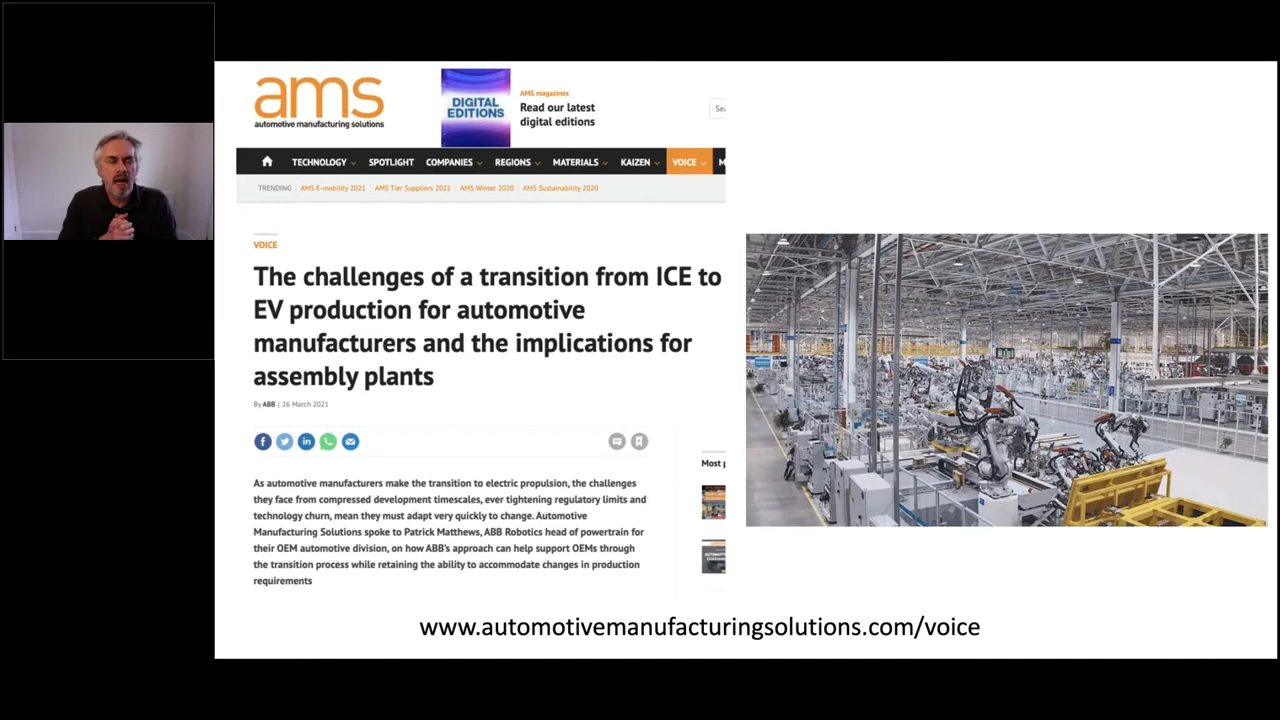 ams
automotive manufacturing solutions
DIGITAL
EDITIONS
AMS magazines
Read our latest
digital editions
TECHNOLOGY SPOTLIGHT COMPANIES REGIONS MATERIALS KAIZEN VOICE
TRENDING AMS E-mobility 2021 AMS Tier Suppliers 2021 AMS Winter 2020 AMS Sustainability 2020
VOICE
The challenges of a transition from ICE to
EV production for automotive
manufacturers and the implications for
assembly plants
By ABB | 26 March 2021
As automotive manufacturers make the transition to electric propulsion, the challenges
they face from compressed development timescales, ever tightening regulatory limits and
technology churn, mean they must adapt very quickly to change. Automotive
Manufacturing Solutions spoke to Patrick Matthews, ABB Robotics head of powertrain for
their OEM automotive division, on how ABB's approach can help support OEMs through
the transition process while retaining the ability to accommodate changes in production
requirements
Most
www.automotivemanufacturingsolutions.com/voice